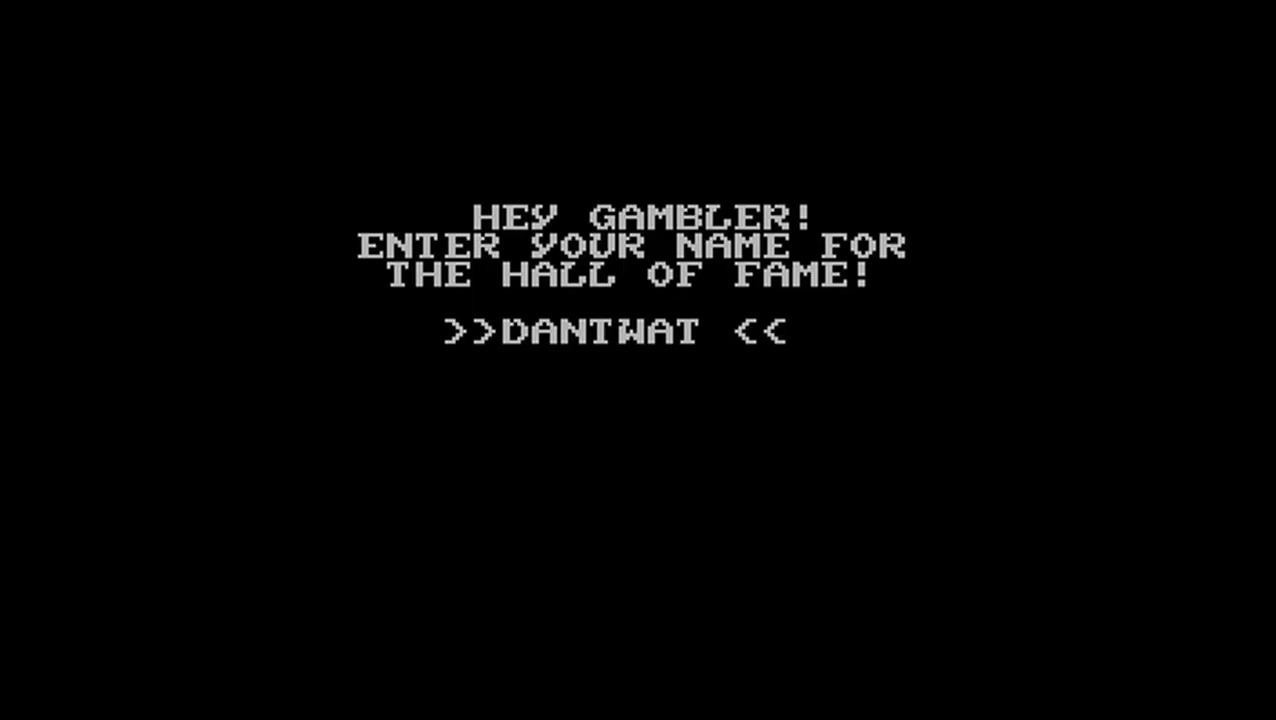 HEY GAMBLER!
ENTER YOUR NAME FOR
THE HALL OF FAME!
>>DANTWAT <<